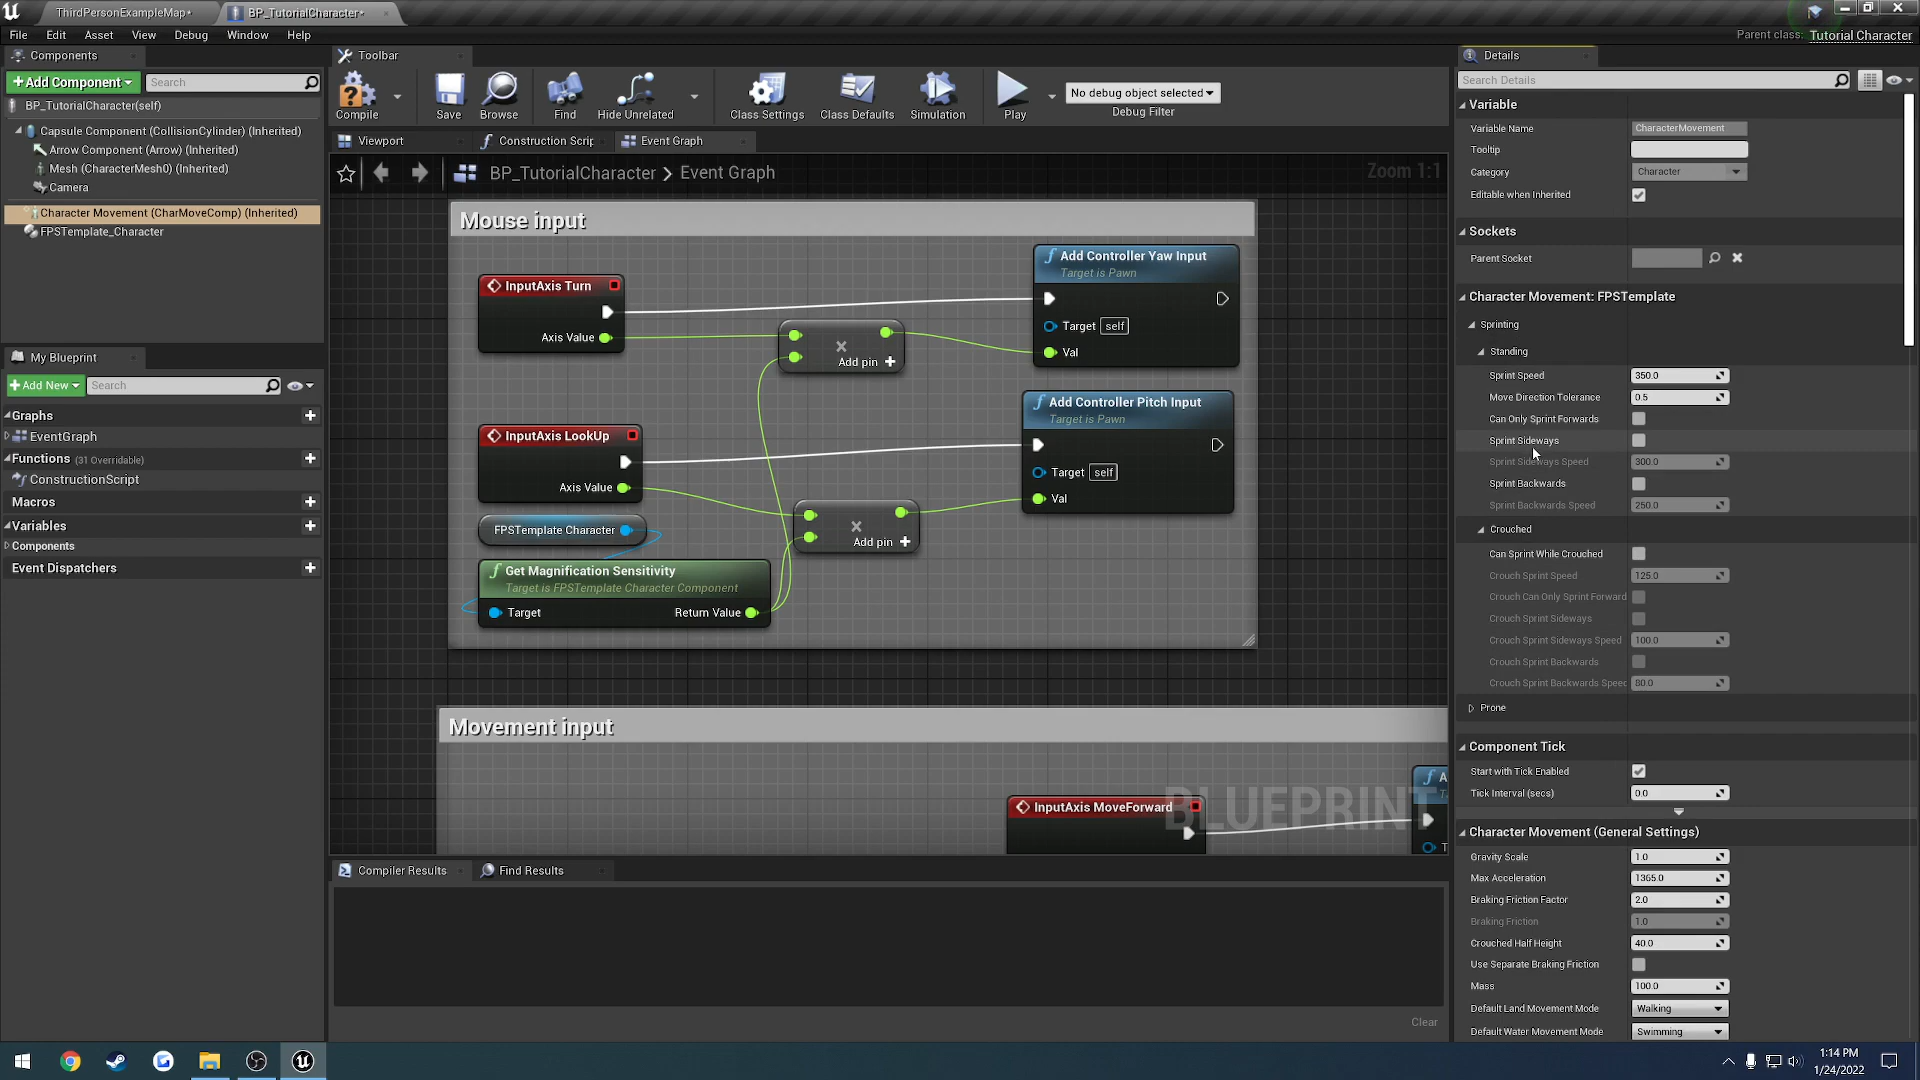 ThirdPersonExampleMap*
BP_TutorialCharacter*
File Edit Asset View Debug Window Help
Parent class: Tutorial Character
Components
+Add Component
Search
BP_TutorialCharacter(self)
Capsule Component (CollisionCylinder) (Inherited)
Arrow Component (Arrow) (Inherited)
Mesh (CharacterMesh0) (Inherited)
Camera
Character Movement (CharMoveComp) (Inherited)
FPSTemplate_Character
My Blueprint
+Add New
Search
Graphs
EventGraph
Functions (31 Overridable)
ConstructionScript
Macros
Variables
Components
Event Dispatchers
Toolbar
Compile
Save
Browse
Find
Hide Unrelated
Class Settings
Class Defaults
Simulation
Play
No debug object selected
Debug Filter
Viewport
Construction Scrip
Event Graph
BP_TutorialCharacter > Event Graph
Zoom 1:1
Mouse input
InputAxis Turn
Axis Value
Add pin +
Add Controller Yaw Input
Target is Pawn
Target self
Val
InputAxis LookUp
Axis Value
Add Controller Pitch Input
Target is Pawn
Target self
Val
Add pin +
FPSTemplate Character
Get Magnification Sensitivity
Target is FPSTemplate Character Component
Target Return Value
Movement input
InputAxis MoveForward
BLUEPRINT
Compiler Results
Find Results
Clear
Details
Search Details
Variable
Variable Name CharacterMovement
Tooltip
Category Character
Editable when Inherited
Sockets
Parent Socket
Character Movement: FPSTemplate
Sprinting
Standing
Sprint Speed 350.0
Move Direction Tolerance 0.5
Can Only Sprint Forwards
Sprint Sideways
Sprint Sideways Speed 300.0
Sprint Backwards
Sprint Backwards Speed 250.0
Crouched
Can Sprint While Crouched
Crouch Sprint Speed 125.0
Crouch Can Only Sprint Forward
Crouch Sprint Sideways
Crouch Sprint Sideways Speed 100.0
Crouch Sprint Backwards
Crouch Sprint Backwards Speed 80.0
Prone
Component Tick
Start with Tick Enabled
Tick Interval (secs) 0.0
Character Movement (General Settings)
Gravity Scale 1.0
Max Acceleration 1365.0
Braking Friction Factor 2.0
Braking Friction 1.0
Crouched Half Height 40.0
Use Separate Braking Friction
Mass 100.0
Default Land Movement Mode Walking
Default Water Movement Mode Swimming
1:14 PM
1/24/2022